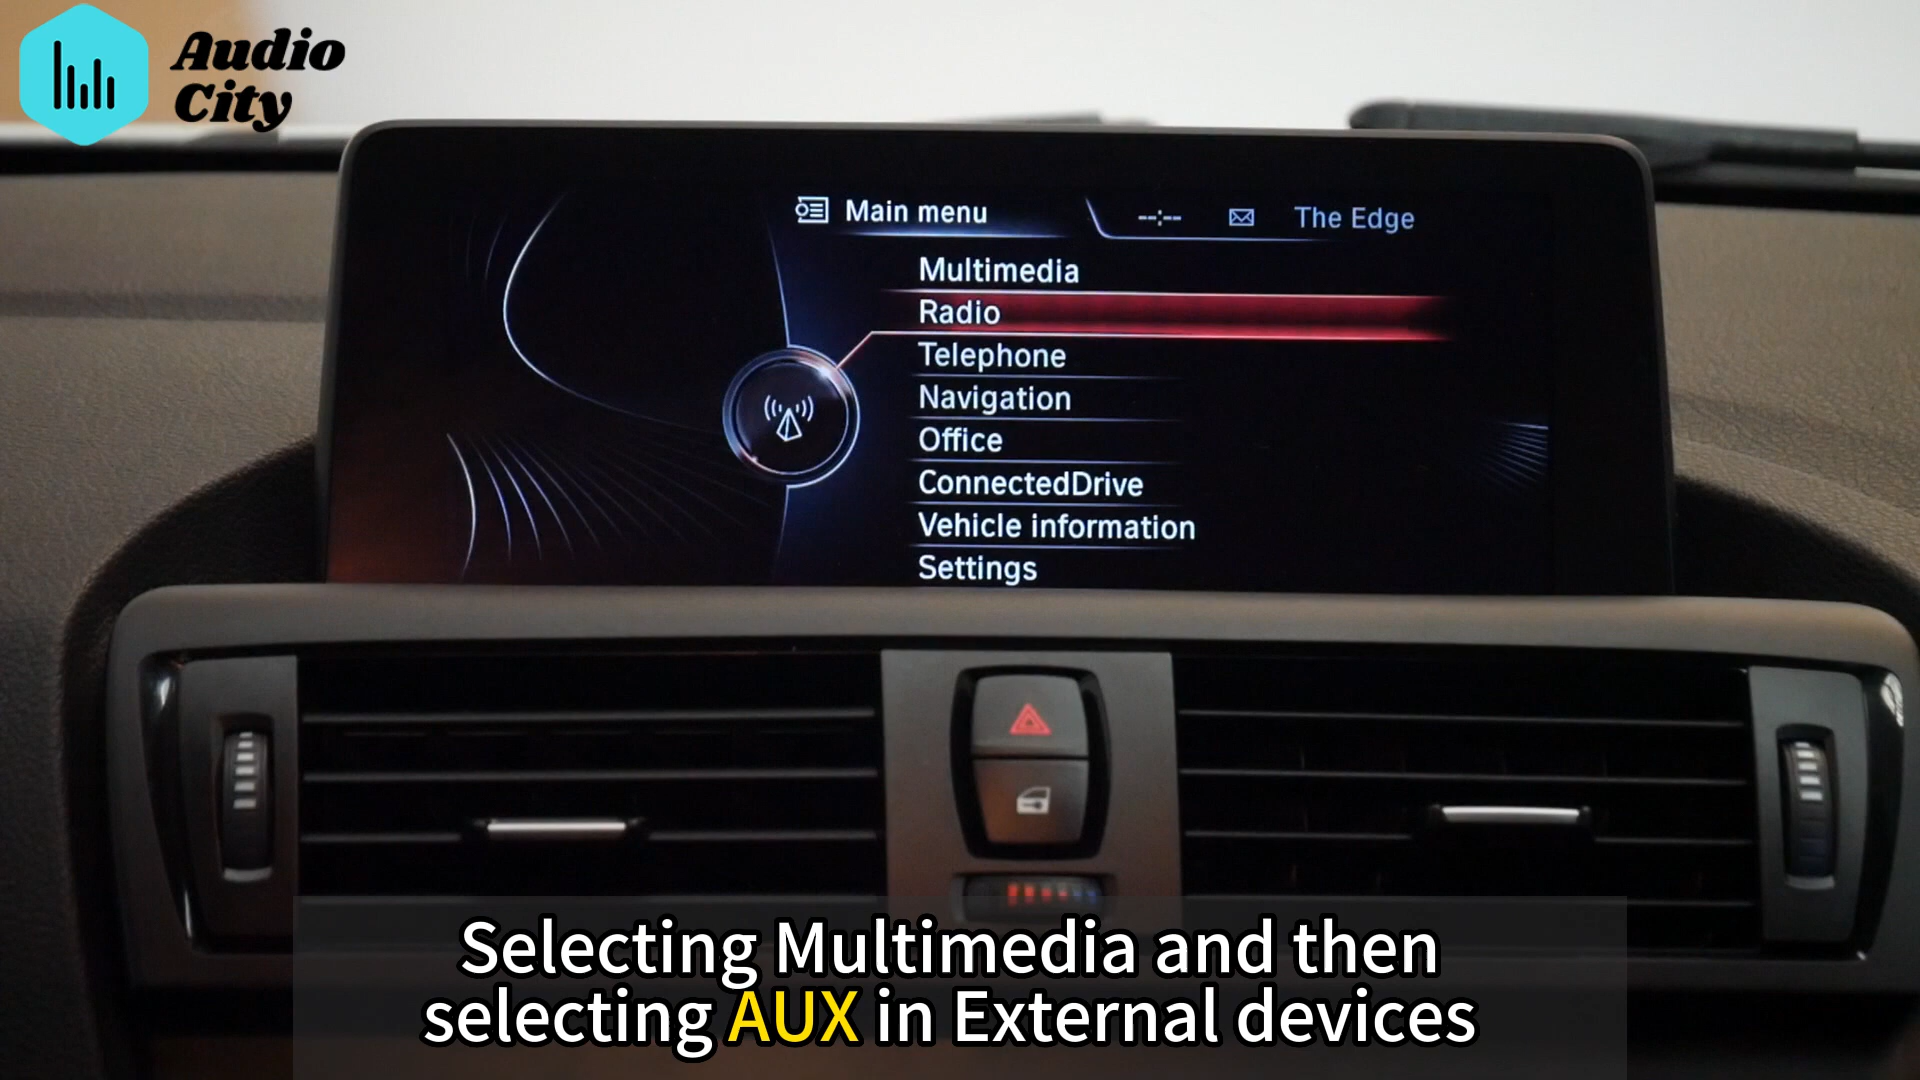 Audio
City
Main menu
--:--
The Edge
Multimedia
Radio
Telephone
Navigation
Office
ConnectedDrive
Vehicle information
Settings
Selecting Multimedia and then
selecting AUX in External devices